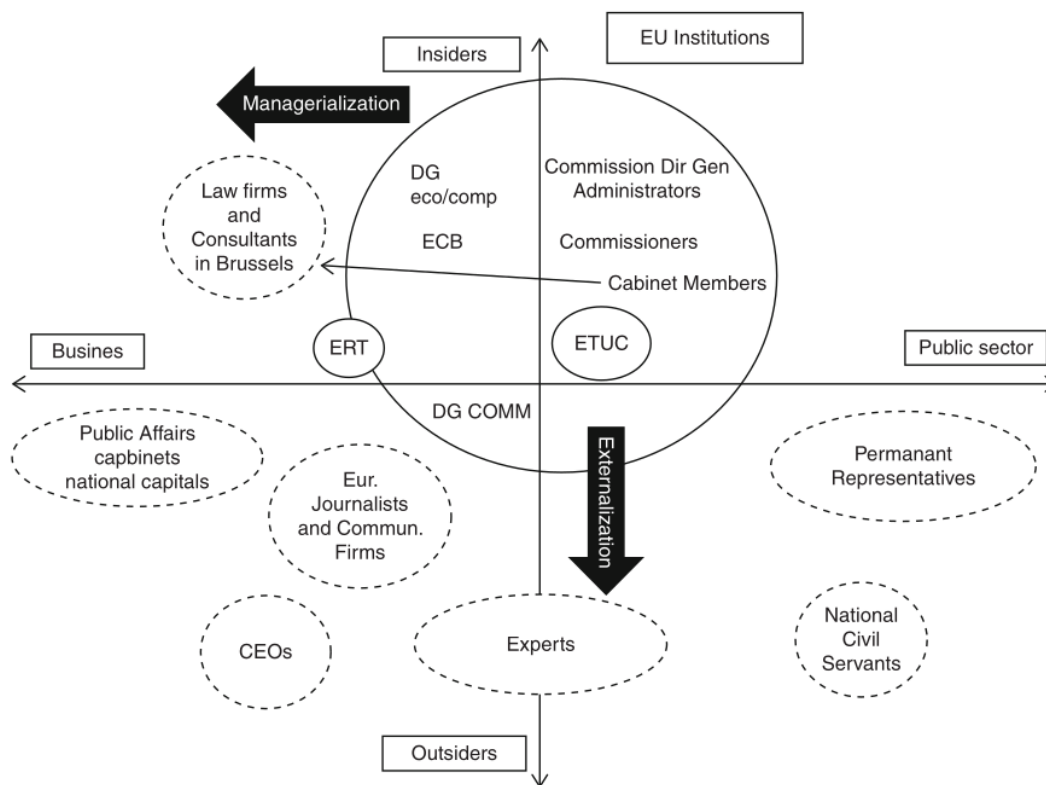 EU Institutions
Insiders
Managerialization
DG
eco/comp
Commission Dir Gen
Administrators
Law firms
and
Consultants
in Brussels
ECB
Commissioners
Cabinet Members
ERT
ETUC
Busines
Public sector
DG COMM
Public Affairs
capbinets
national capitals
Eur.
Journalists
and Commun.
Firms
Externalization
Permanant
Representatives
CEOs
Experts
National
Civil
Servants
Outsiders